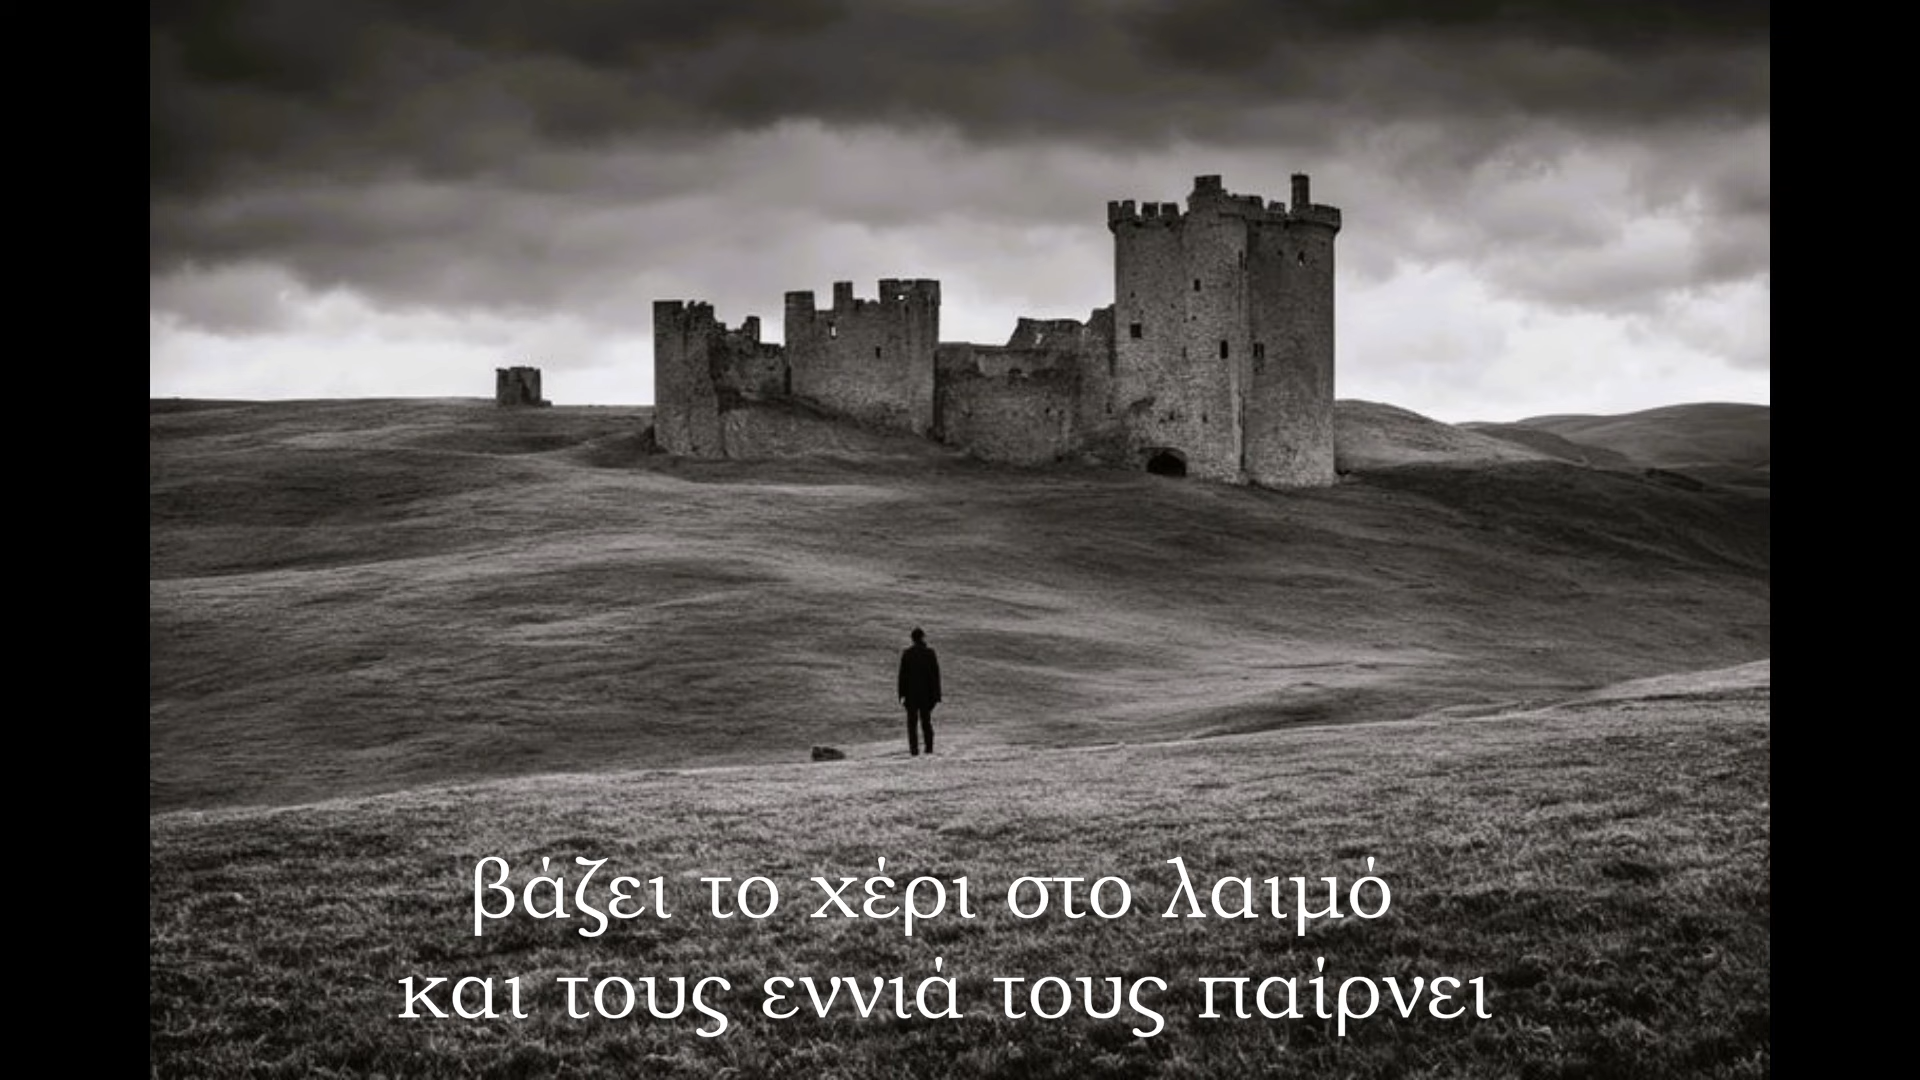 βάζει το χέρι στο λαιμό
και τους εννιά τους παίρνει